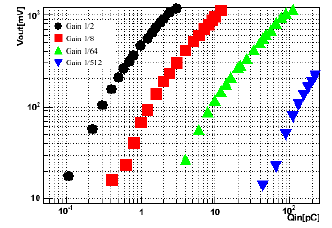 Vout[mV]
10³
Gain 1/2
Gain 1/8
Gain 1/64
Gain 1/512
10²
10
10⁻¹
1
10
10²
Qin[pC]